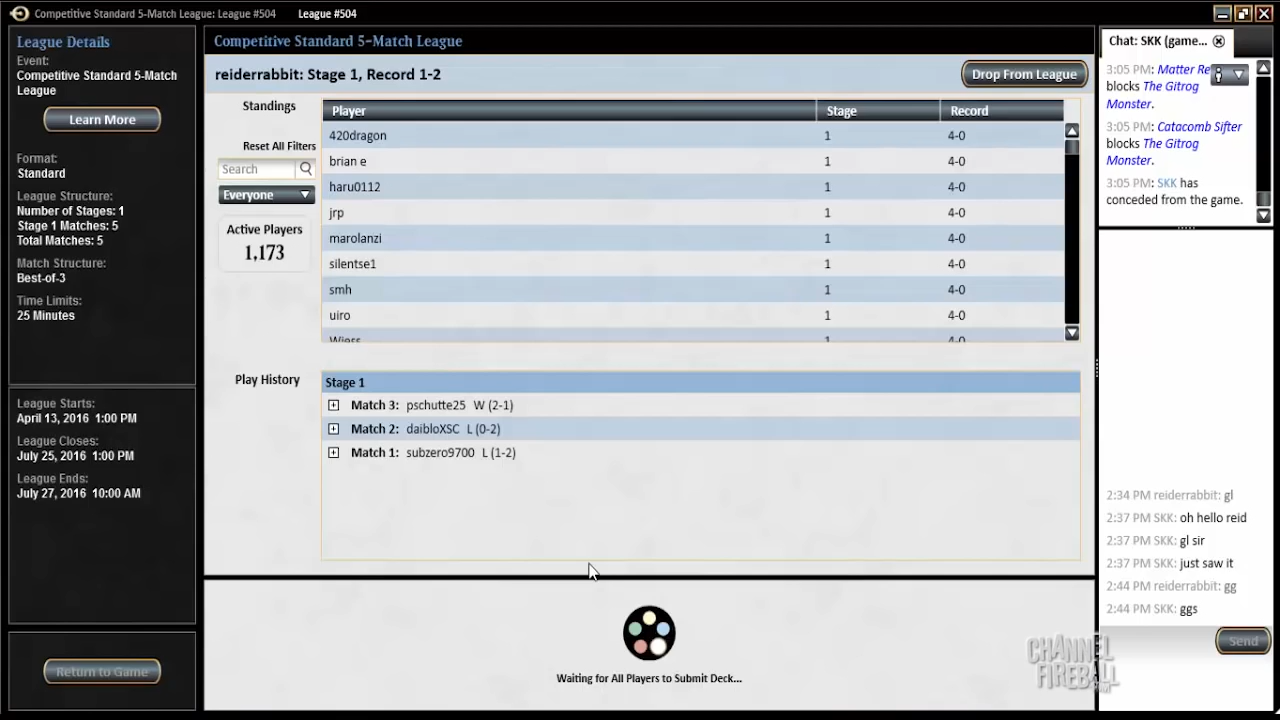 Competitive Standard 5-Match League: League #504
League #504
League Details
Event:
Competitive Standard 5-Match
League
Learn More
Format:
Standard
League Structure:
Number of Stages: 1
Stage 1 Matches: 5
Total Matches: 5
Match Structure:
Best-of-3
Time Limits:
25 Minutes
League Starts:
April 13, 2016 1:00 PM
League Closes:
July 25, 2016 1:00 PM
League Ends:
July 27, 2016 10:00 AM
Return to Game
Competitive Standard 5-Match League
reiderrabbit: Stage 1, Record 1-2
Drop From League
Standings
Reset All Filters
Search
Everyone
Active Players
1,173
Player Stage Record
420dragon 1 4-0
brian e 1 4-0
haru0112 1 4-0
jrp 1 4-0
marolanzi 1 4-0
silentse1 1 4-0
smh 1 4-0
uiro 1 4-0
Play History
Stage 1
Match 3: pschutte25 W (2-1)
Match 2: daibloXSC L (0-2)
Match 1: subzero9700 L (1-2)
Waiting for All Players to Submit Deck...
Chat: SKK (game...
3:05 PM: Matter Re
blocks The Gitrog
Monster.
3:05 PM: Catacomb Sifter
blocks The Gitrog
Monster.
3:05 PM: SKK has
conceded from the game.
2:34 PM reiderrabbit: gl
2:37 PM SKK: oh hello reid
2:37 PM SKK: gl sir
2:37 PM SKK: just saw it
2:44 PM reiderrabbit: gg
2:44 PM SKK: ggs
Send
CHANNEL
FIREBALL
.COM